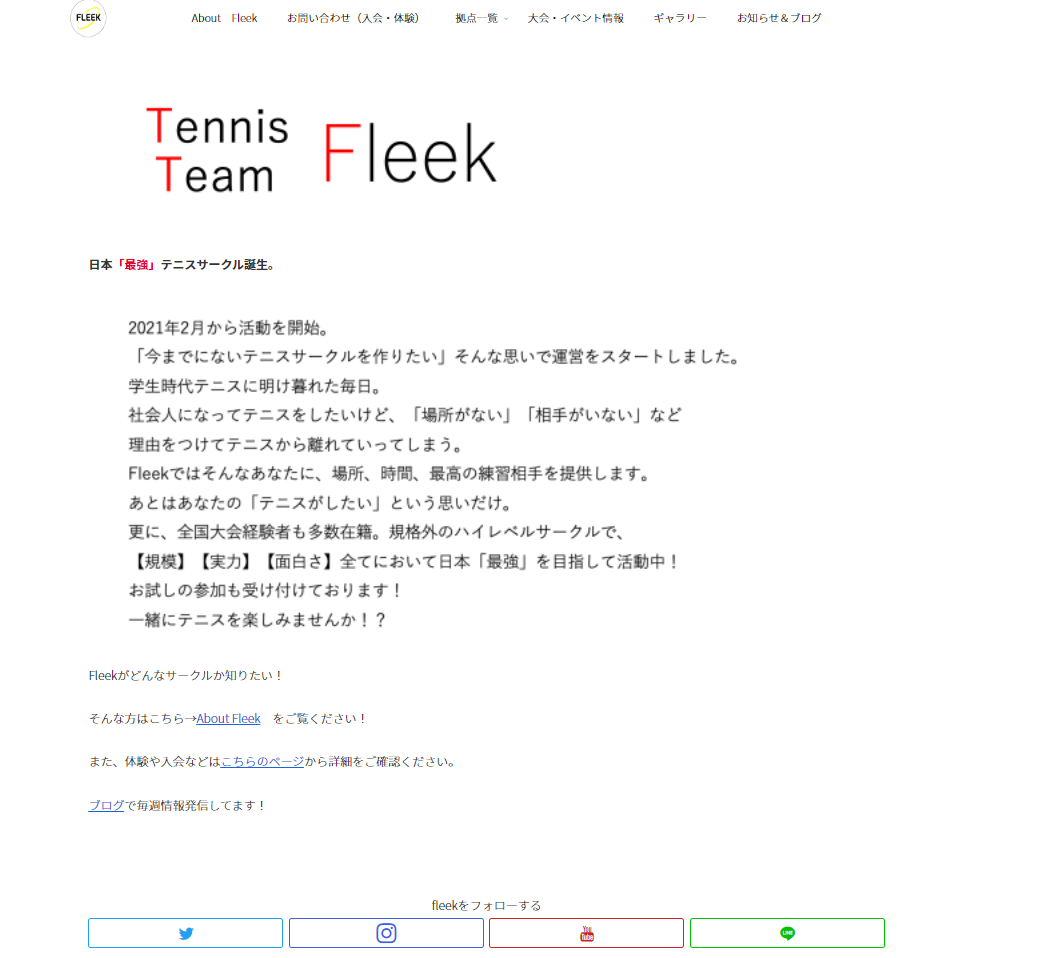 FLEEK
About　Fleek　お問い合わせ（入会・体験）　拠点一覧　大会・イベント情報　ギャラリー　お知らせ＆ブログ
Tennis
Team
Fleek
日本「最強」テニスサークル誕生。
2021年2月から活動を開始。
「今までにないテニスサークルを作りたい」そんな思いで運営をスタートしました。
学生時代テニスに明け暮れた毎日。
社会人になってテニスをしたいけど、「場所がない」「相手がいない」など
理由をつけてテニスから離れていってしまう。
Fleekではそんなあなたに、場所、時間、最高の練習相手を提供します。
あとはあなたの「テニスがしたい」という思いだけ。
更に、全国大会経験者も多数在籍。規格外のハイレベルサークルで、
【規模】【実力】【面白さ】全てにおいて日本「最強」を目指して活動中！
お試しの参加も受け付けております！
一緒にテニスを楽しみませんか！？
Fleekがどんなサークルか知りたい！
そんな方はこちら→About Fleek　をご覧ください！
また、体験や入会などはこちらのページから詳細をご確認ください。
ブログで毎週情報発信してます！
fleekをフォローする
You Tube
LINE